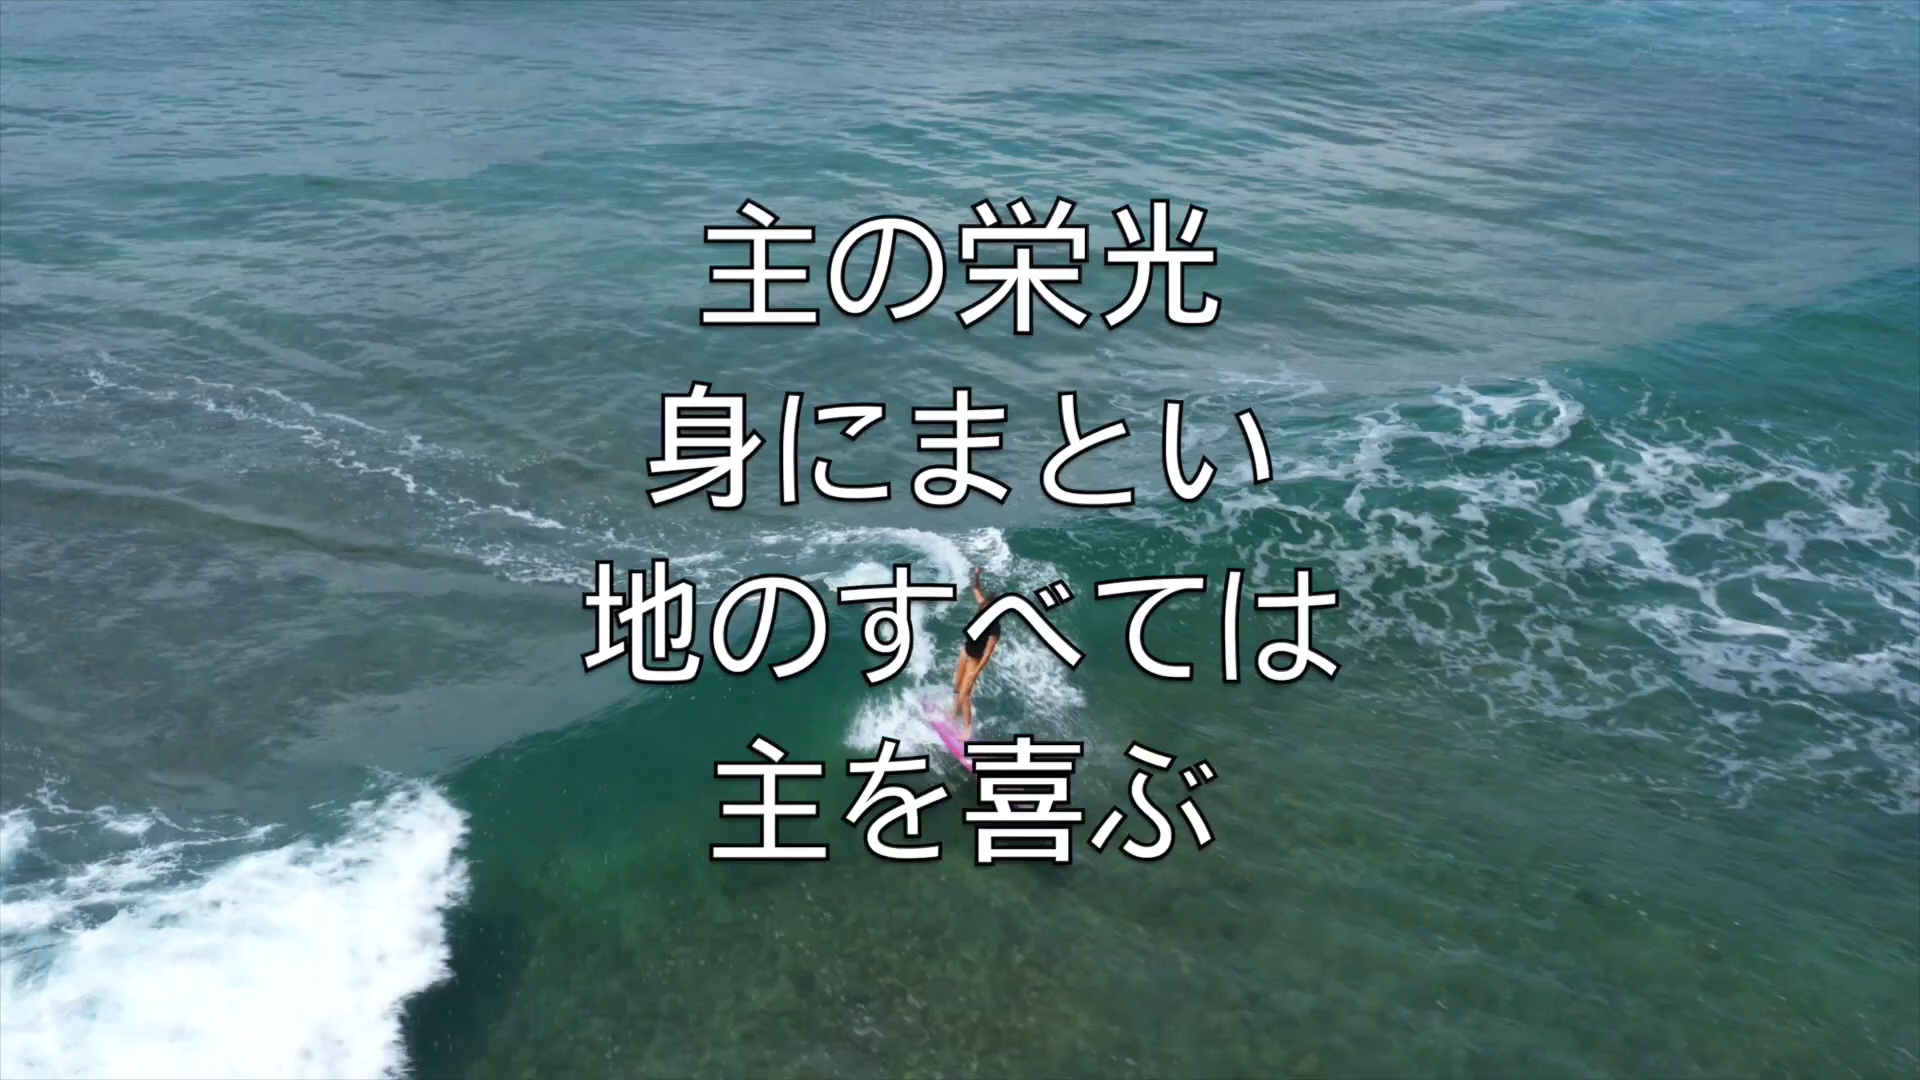 主の栄光
身にまとい
地のすべては
主を喜ぶ